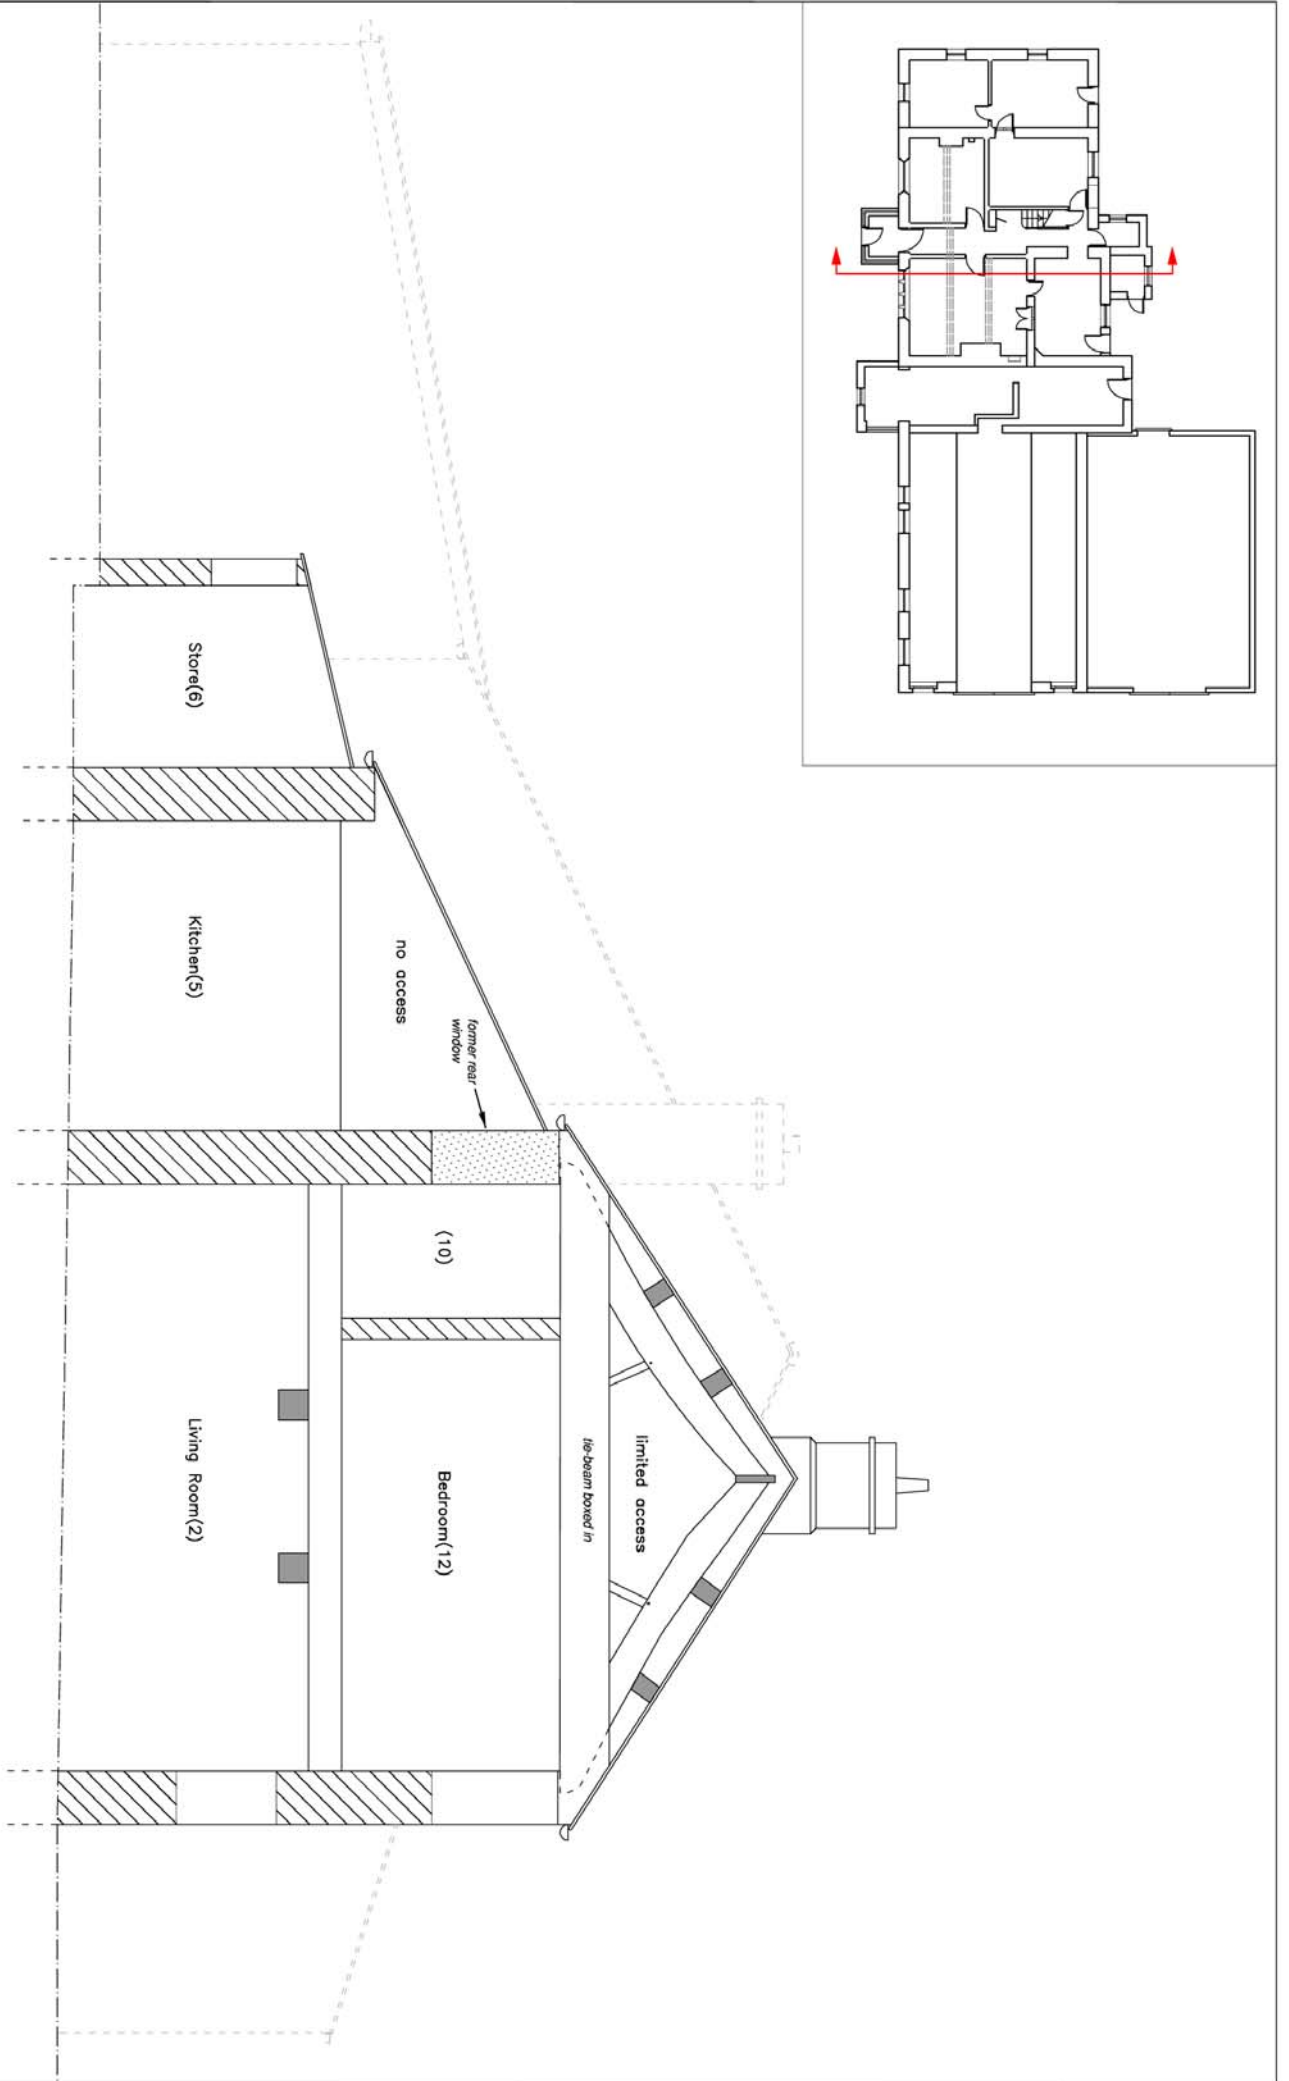 limited access
tie-beam boxed in
former rear
window
no access
(10)
Bedroom(12)
Store(6)
Kitchen(5)
Living Room(2)